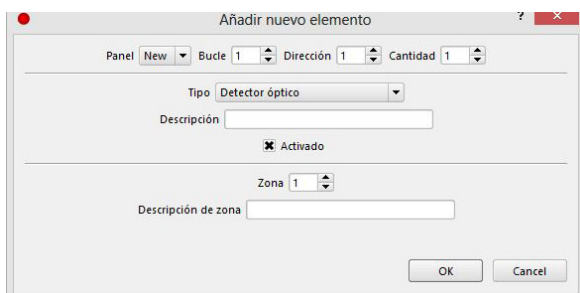 Añadir nuevo elemento ?
Panel New Bucle 1 Dirección 1 Cantidad 1
Tipo Detector óptico
Descripción
Activado
Zona 1
Descripción de zona
OK Cancel